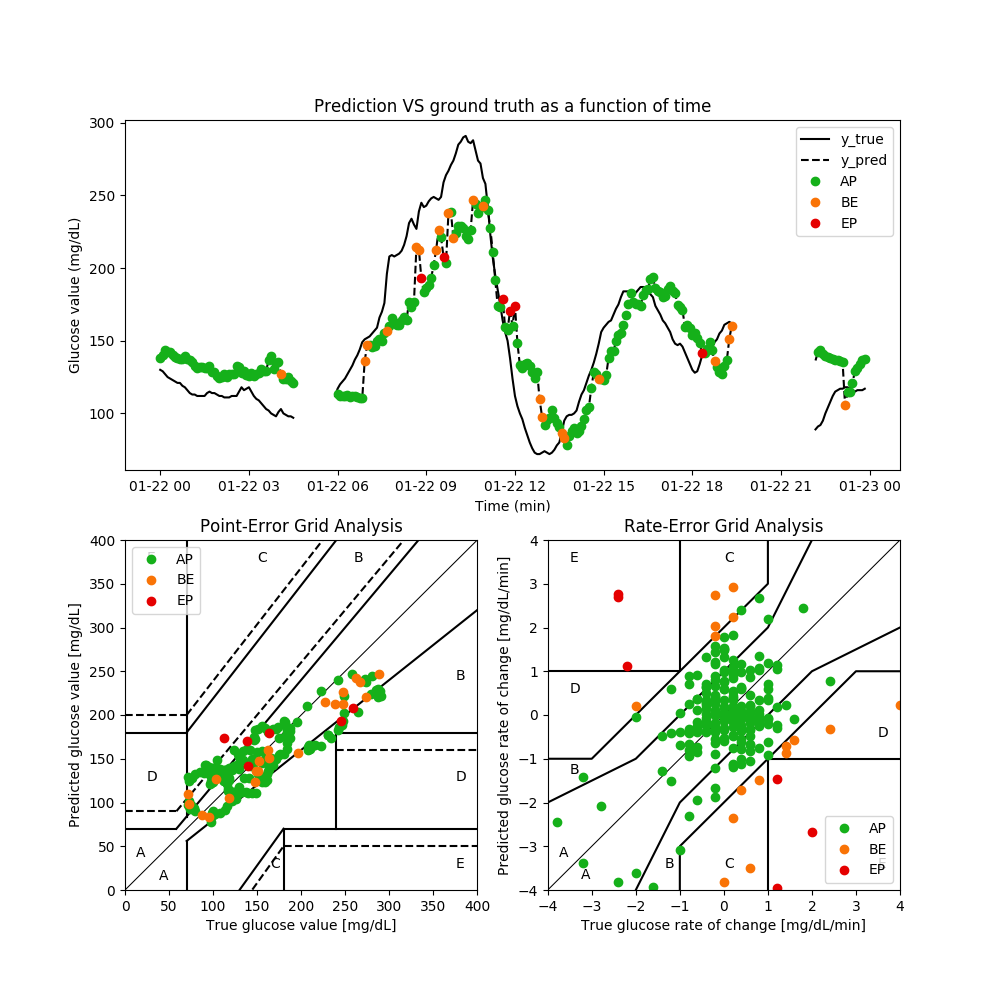 Prediction VS ground truth as a function of time
300
250
200
150
100
Glucose value (mg/dL)
y_true
y_pred
AP
BE
EP
01-22 00 01-22 03 01-22 06 01-22 09 01-22 12 01-22 15 01-22 18 01-22 21 01-23 00
Time (min)
Point-Error Grid Analysis
400
350
300
250
200
150
100
50
0
Predicted glucose value [mg/dL]
AP
BE
EP
C
B
B
D
D
A
A
C
E
0 50 100 150 200 250 300 350 400
True glucose value [mg/dL]
Rate-Error Grid Analysis
4
3
2
1
0
−1
−2
−3
−4
Predicted glucose rate of change [mg/dL/min]
E
C
D
D
B
A
A
B
C
E
AP
BE
EP
−4 −3 −2 −1 0 1 2 3 4
True glucose rate of change [mg/dL/min]